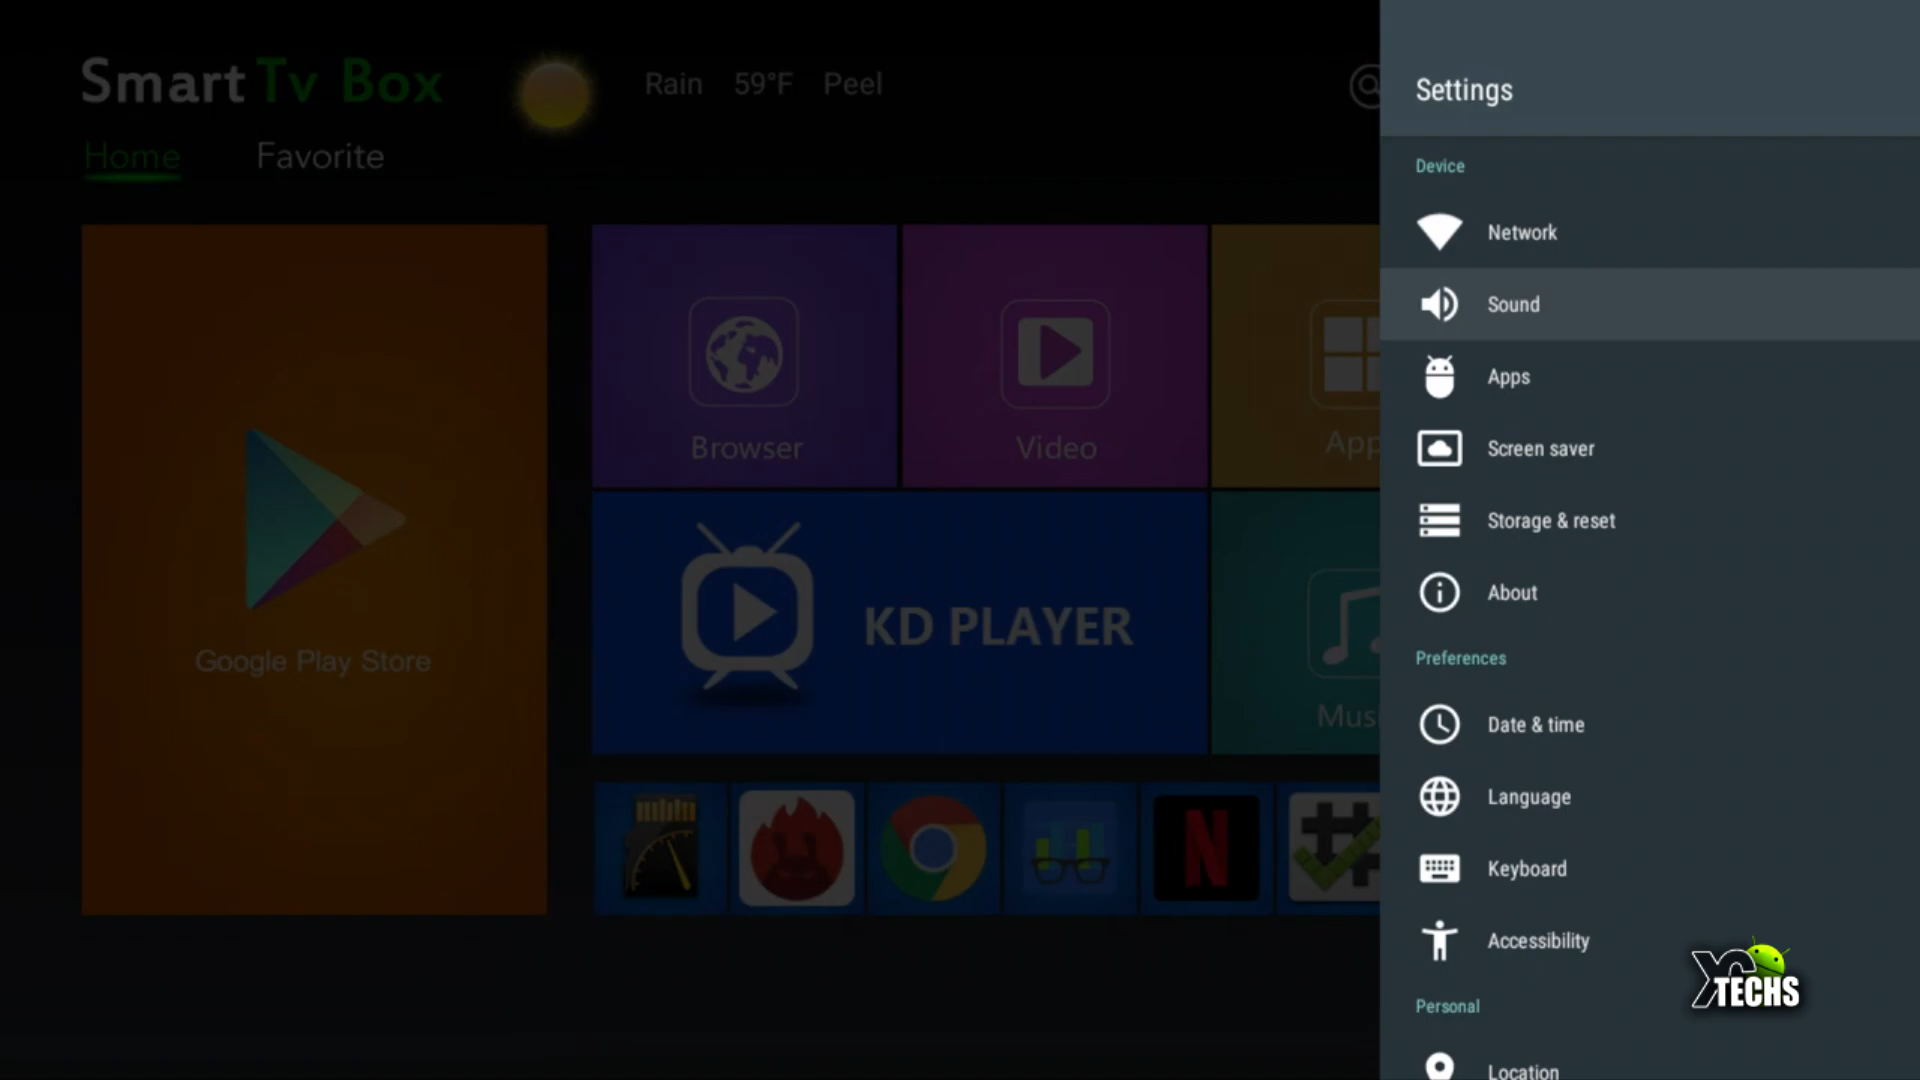 Smart Tv Box
Rain 59°F Peel
Home Favorite
Google Play Store
Browser
Video
App
KD PLAYER
Mus
N
Settings
Device
Network
Sound
Apps
Screen saver
Storage & reset
About
Preferences
Date & time
Language
Keyboard
Accessibility
Personal
Location
TECHS